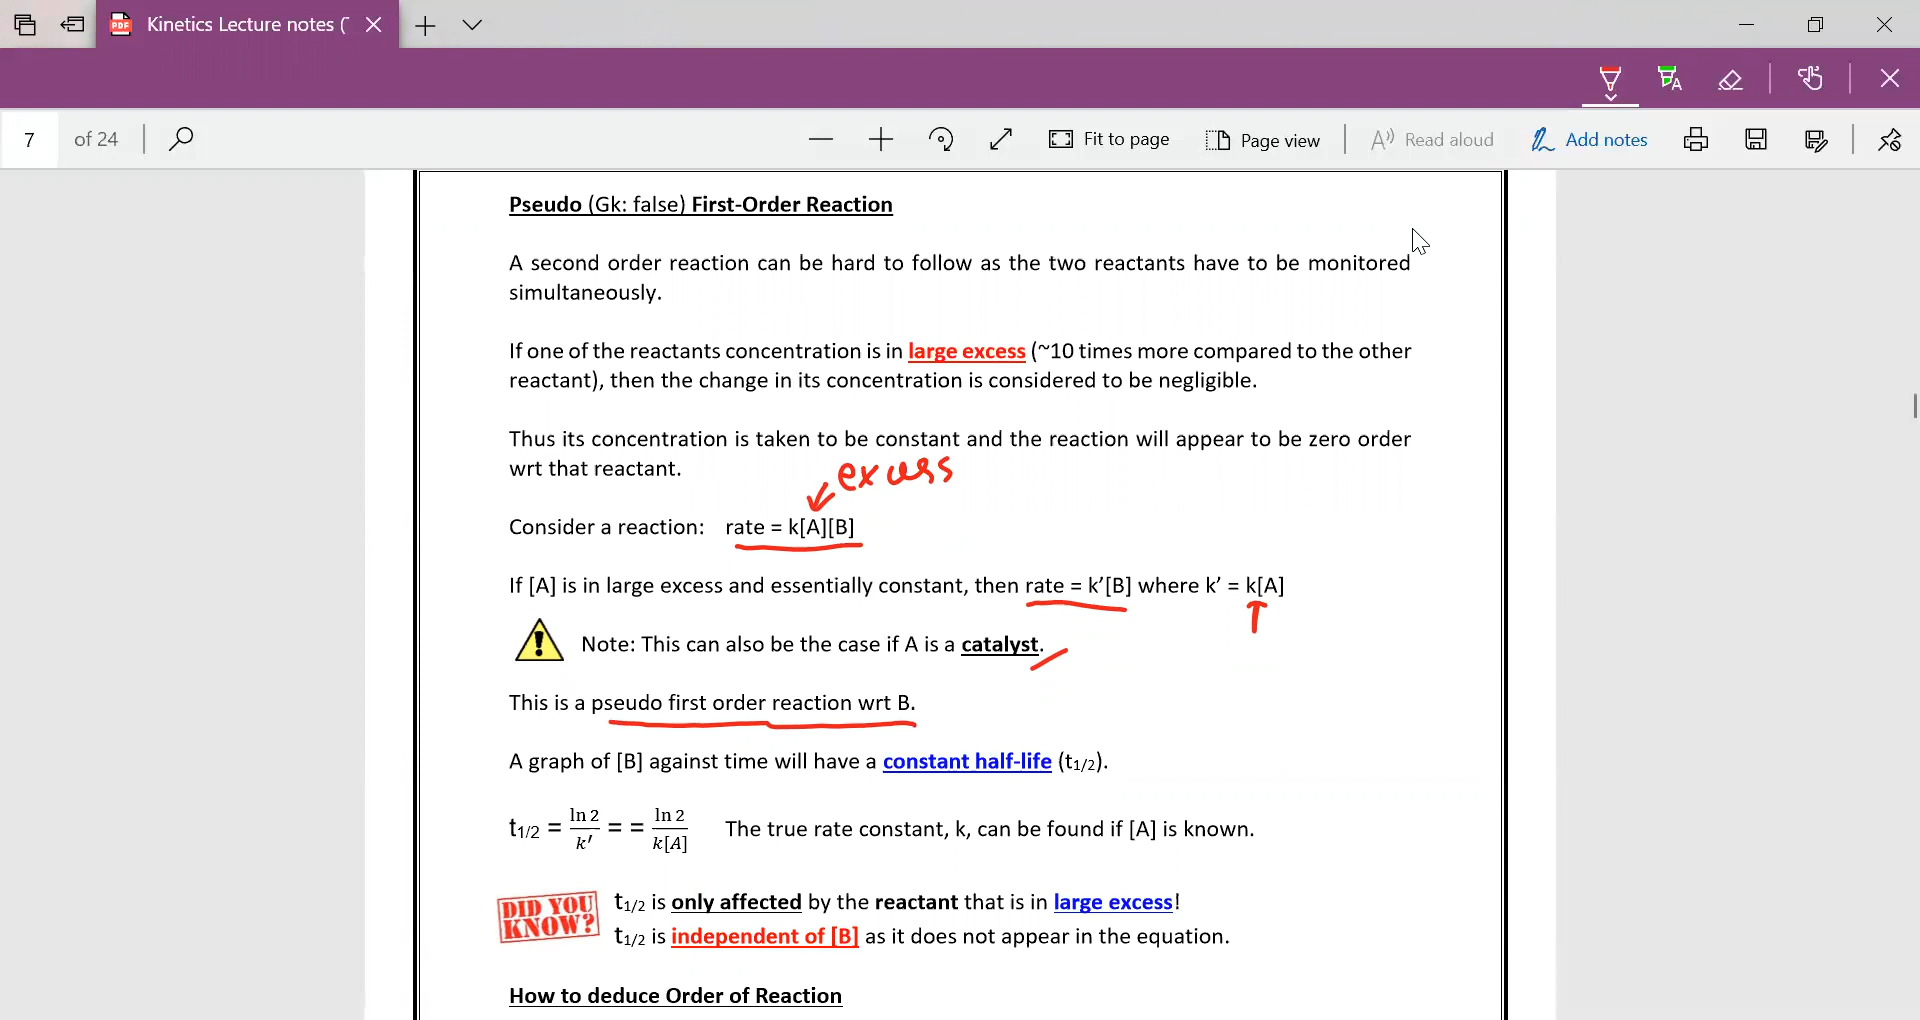 Kinetics Lecture notes (
7 of 24
Fit to page
Page view
Read aloud
Add notes
Pseudo (Gk: false) First-Order Reaction
A second order reaction can be hard to follow as the two reactants have to be monitored
simultaneously.
If one of the reactants concentration is in large excess (~10 times more compared to the other
reactant), then the change in its concentration is considered to be negligible.
Thus its concentration is taken to be constant and the reaction will appear to be zero order
wrt that reactant.
excess
Consider a reaction: rate = k[A][B]
If [A] is in large excess and essentially constant, then rate = k′[B] where k′ = k[A]
Note: This can also be the case if A is a catalyst.
This is a pseudo first order reaction wrt B.
A graph of [B] against time will have a constant half-life (t1/2).
t1/2 = ln 2/k′ = = ln 2/k[A] The true rate constant, k, can be found if [A] is known.
DID YOU
KNOW?
t1/2 is only affected by the reactant that is in large excess!
t1/2 is independent of [B] as it does not appear in the equation.
How to deduce Order of Reaction